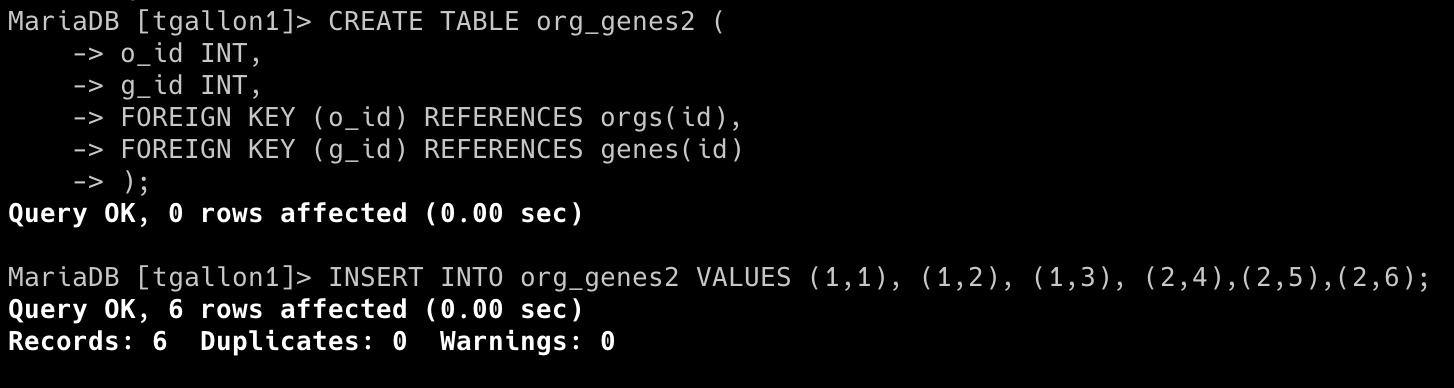 MariaDB [tgallon1]> CREATE TABLE org_genes2 (
    -> o_id INT,
    -> g_id INT,
    -> FOREIGN KEY (o_id) REFERENCES orgs(id),
    -> FOREIGN KEY (g_id) REFERENCES genes(id)
    -> );
Query OK, 0 rows affected (0.00 sec)
MariaDB [tgallon1]> INSERT INTO org_genes2 VALUES (1,1), (1,2), (1,3), (2,4),(2,5),(2,6);
Query OK, 6 rows affected (0.00 sec)
Records: 6  Duplicates: 0  Warnings: 0